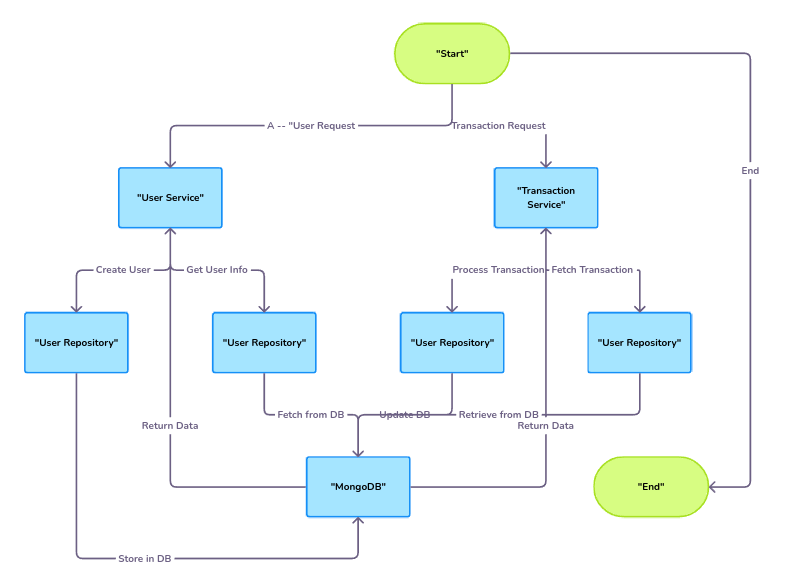 "Start"
A -- "User Request
Transaction Request
End
"User Service"
"Transaction
Service"
Create User
Get User Info
Process Transaction
Fetch Transaction
"User Repository"
"User Repository"
"User Repository"
"User Repository"
Fetch from DB
Update DB
Retrieve from DB
Return Data
Return Data
"MongoDB"
"End"
Store in DB